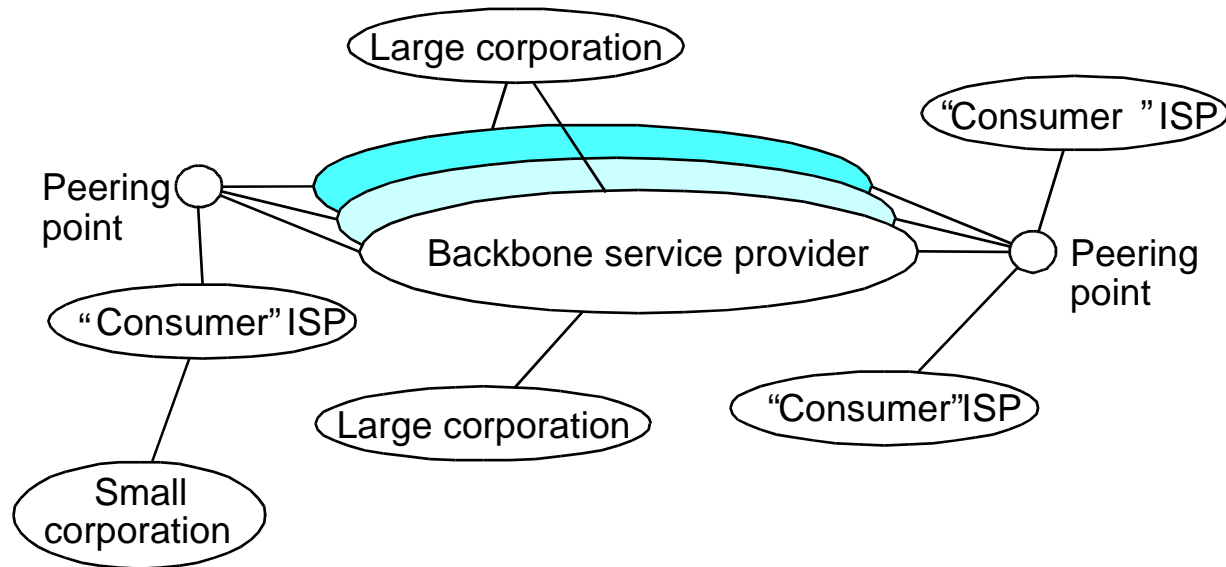 Large corporation
“Consumer ” ISP
Peering
point
Backbone service provider
Peering
point
“Consumer” ISP
Large corporation
“Consumer”ISP
Small
corporation